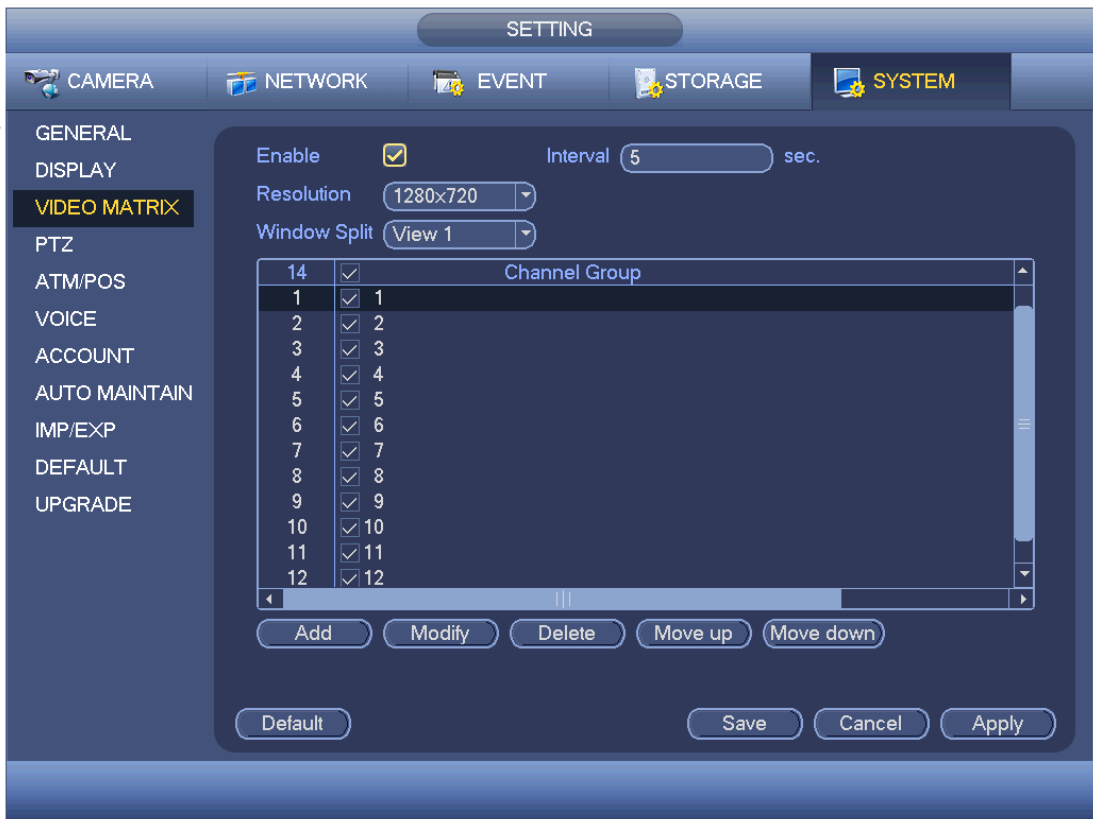 SETTING
CAMERA NETWORK EVENT STORAGE SYSTEM
GENERAL
DISPLAY
VIDEO MATRIX
PTZ
ATM/POS
VOICE
ACCOUNT
AUTO MAINTAIN
IMP/EXP
DEFAULT
UPGRADE
Enable Interval 5 sec.
Resolution 1280×720
Window Split View 1
14 Channel Group
1 1
2 2
3 3
4 4
5 5
6 6
7 7
8 8
9 9
10 10
11 11
12 12
Add Modify Delete Move up Move down
Default Save Cancel Apply